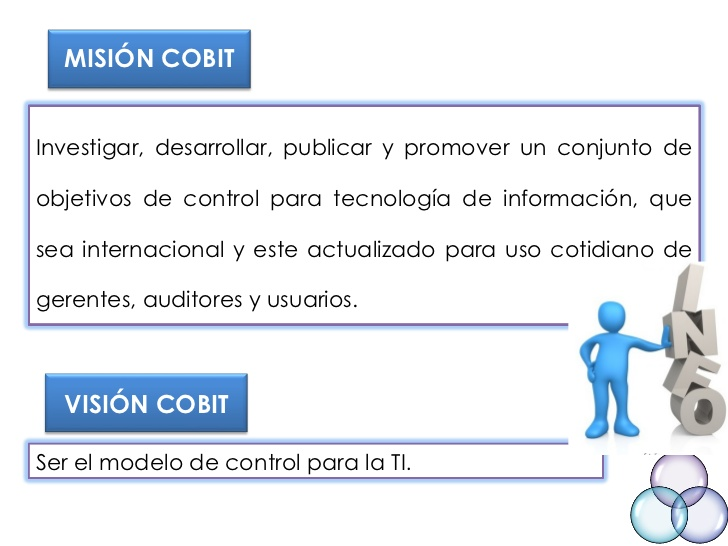 MISIÓN COBIT
Investigar, desarrollar, publicar y promover un conjunto de
objetivos de control para tecnología de información, que
sea internacional y este actualizado para uso cotidiano de
gerentes, auditores y usuarios.
INFO
VISIÓN COBIT
Ser el modelo de control para la TI.